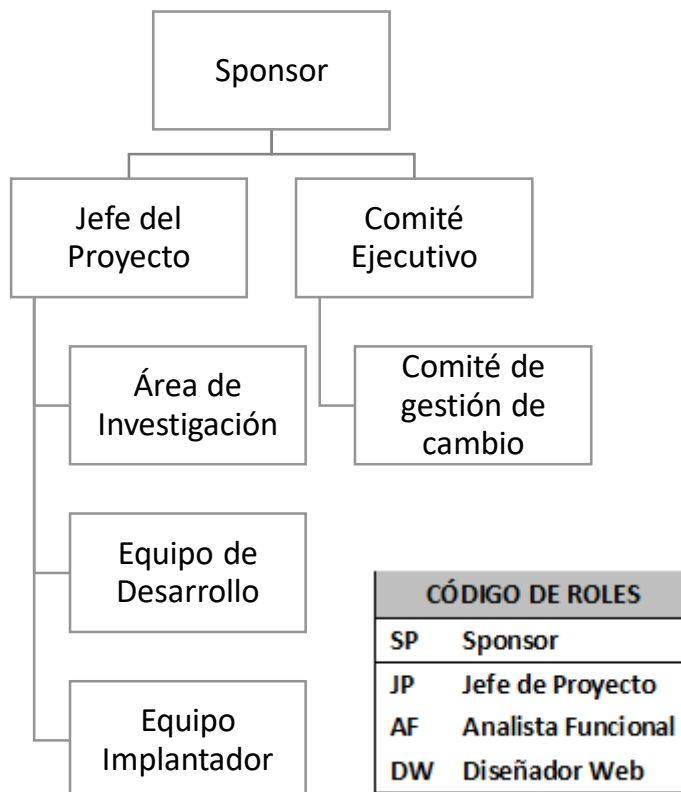 Sponsor
Jefe del
Proyecto
Comité
Ejecutivo
Área de
Investigación
Comité de
gestión de
cambio
Equipo de
Desarrollo
Equipo
Implantador
CÓDIGO DE ROLES
SP Sponsor
JP Jefe de Proyecto
AF Analista Funcional
DW Diseñador Web